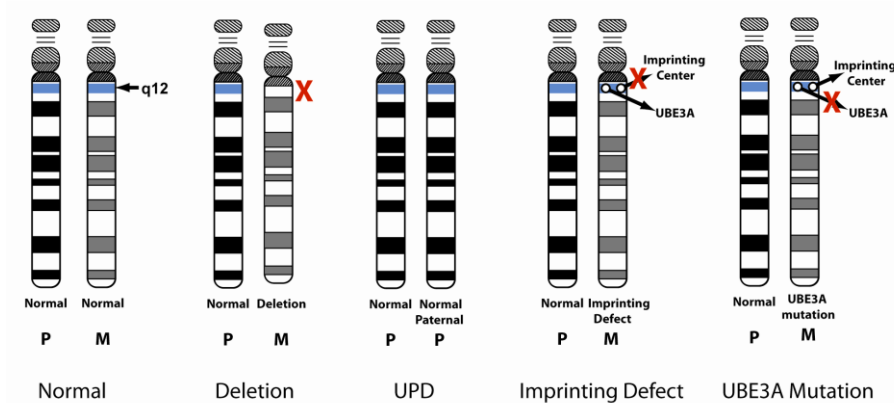 q12
Normal
Normal
P
M
Normal
X
Normal
Deletion
P
M
Deletion
Normal
Normal
Paternal
P
P
UPD
X
Imprinting
Center
UBE3A
Normal
Imprinting
Defect
P
M
Imprinting Defect
Imprinting
Center
X
UBE3A
Normal
UBE3A
mutation
P
M
UBE3A Mutation